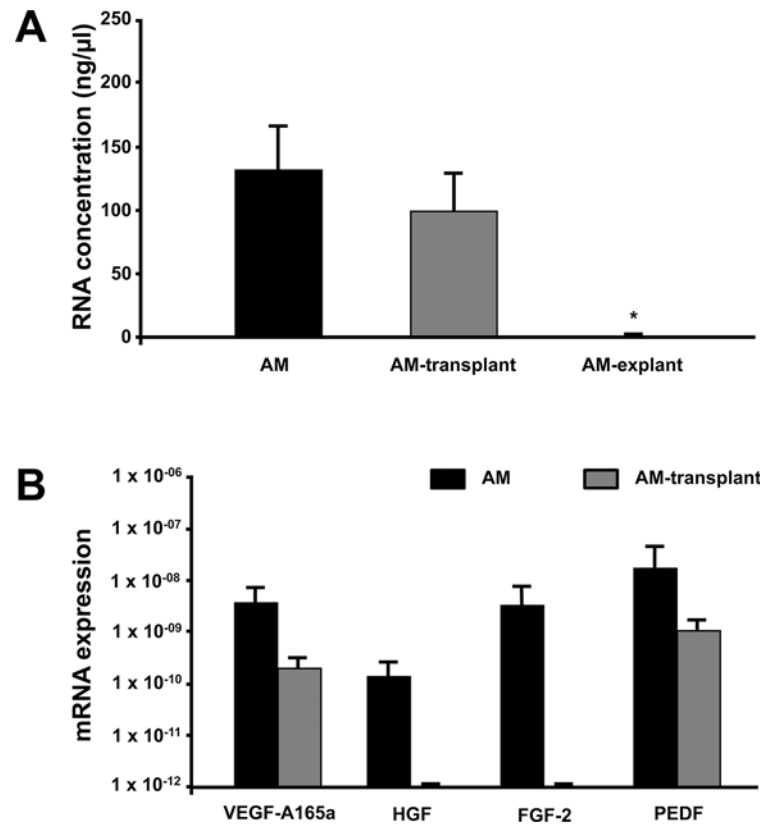 A
RNA concentration (ng/µl)
250
200
150
100
50
0
*
AM
AM-transplant
AM-explant
B
AM
AM-transplant
mRNA expression
1 x 10-06
1 x 10-07
1 x 10-08
1 x 10-09
1 x 10-10
1 x 10-11
1 x 10-12
VEGF-A165a
HGF
FGF-2
PEDF